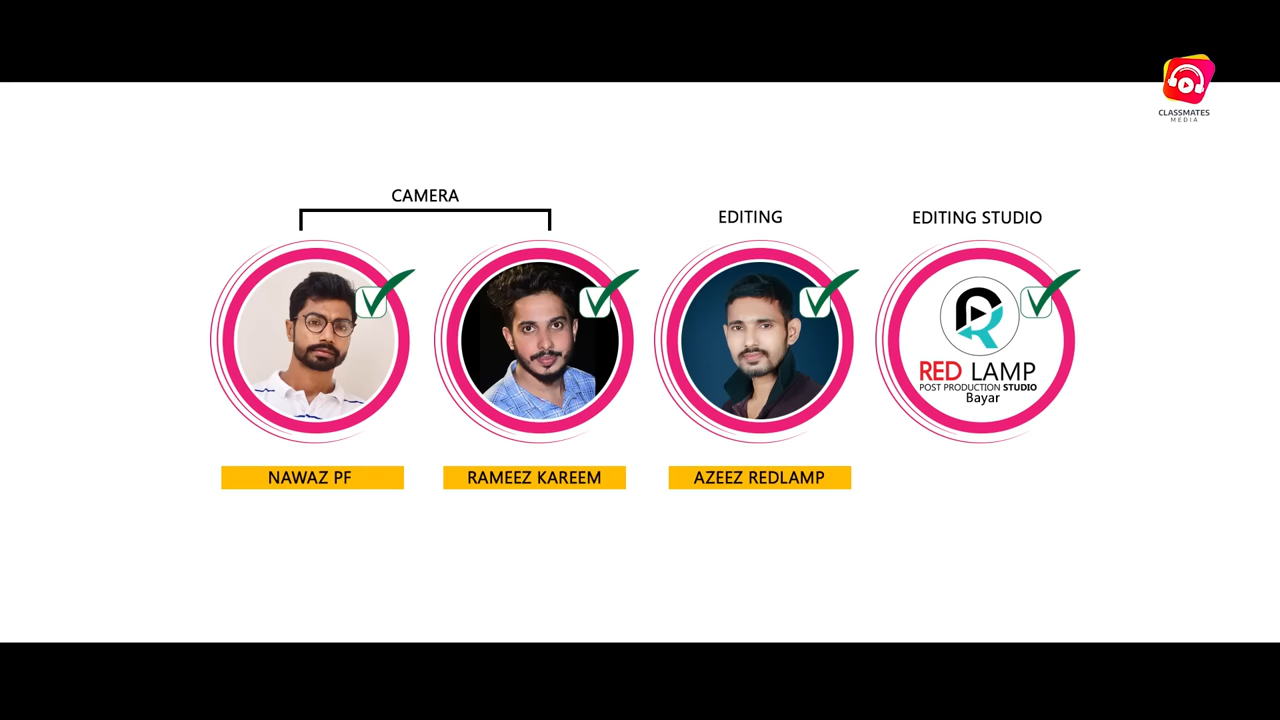 CLASSMATES
MEDIA
CAMERA
EDITING
EDITING STUDIO
RED LAMP
POST PRODUCTION STUDIO
Bayar
NAWAZ PF
RAMEEZ KAREEM
AZEEZ REDLAMP